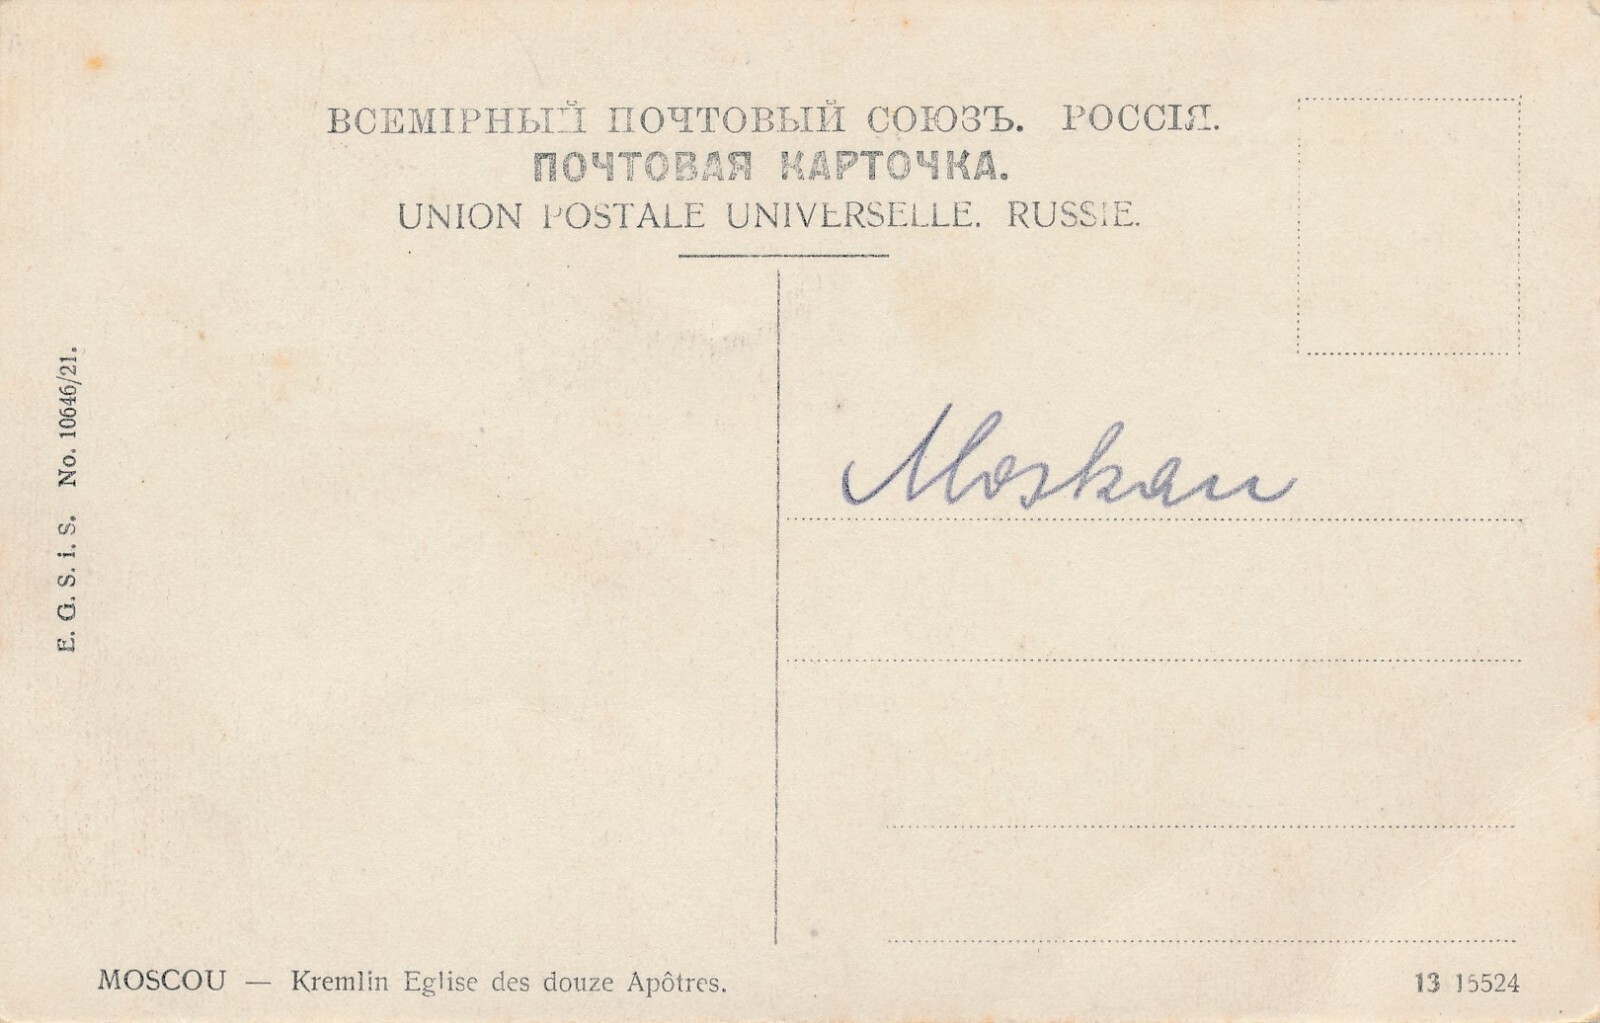 ВСЕМІРНЫЙ ПОЧТОВЫЙ СОЮЗЪ. РОССІЯ.
ПОЧТОВАЯ КАРТОЧКА.
UNION POSTALE UNIVERSELLE. RUSSIE.
E. G. S. i. S. No. 10646/21.
Moskau
MOSCOU — Kremlin Eglise des douze Apôtres.
13 15524